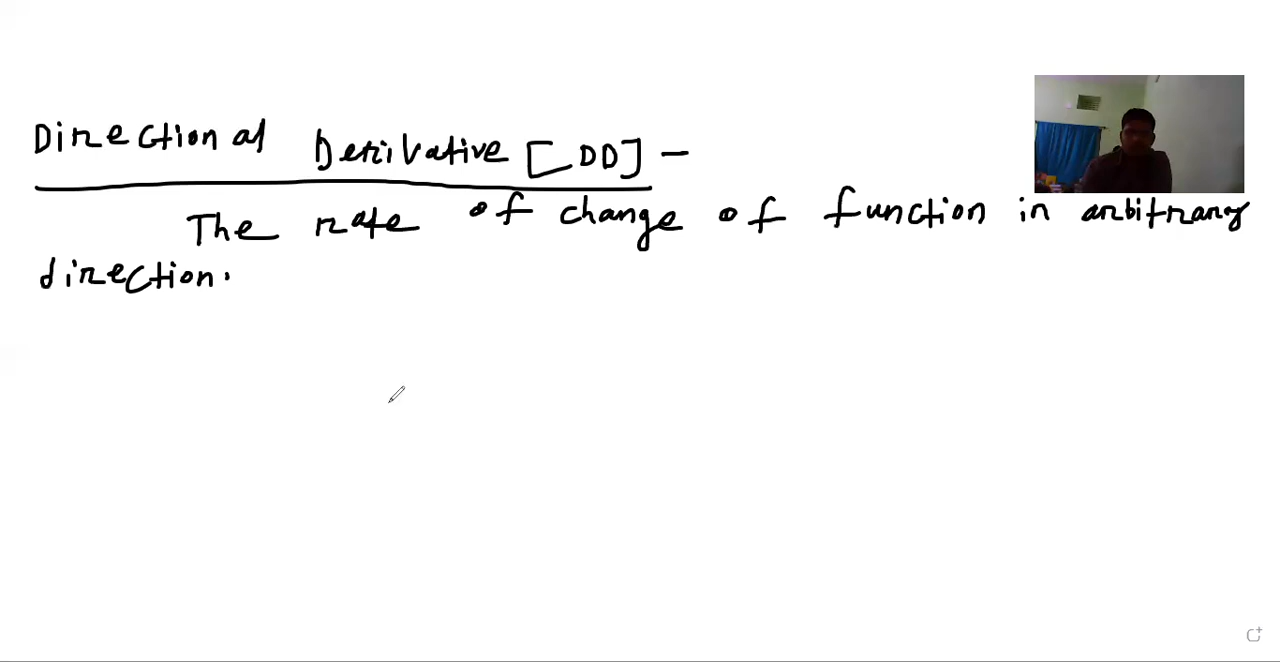 Directional Derivative [DD] –
The rate of change of function in arbitrary
direction.